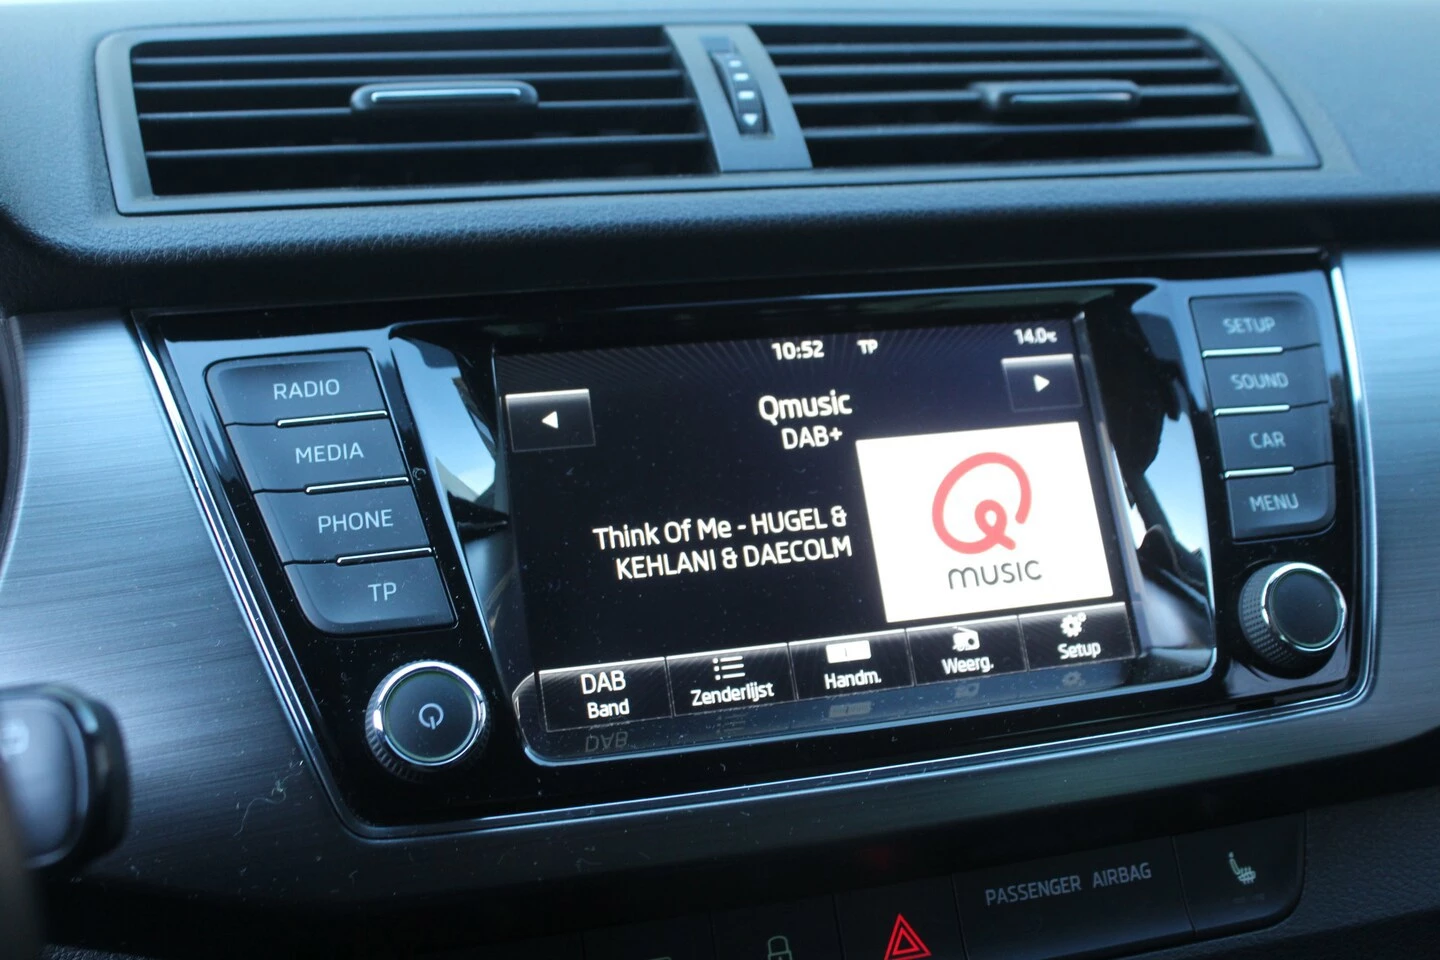 10:52 TP 14.0°C
Qmusic
DAB+
Think Of Me - HUGEL &
KEHLANI & DAECOLM
music
DAB
Band
Zenderlijst
Handm.
Weerg.
Setup
RADIO
MEDIA
PHONE
TP
SETUP
SOUND
CAR
MENU
PASSENGER AIRBAG